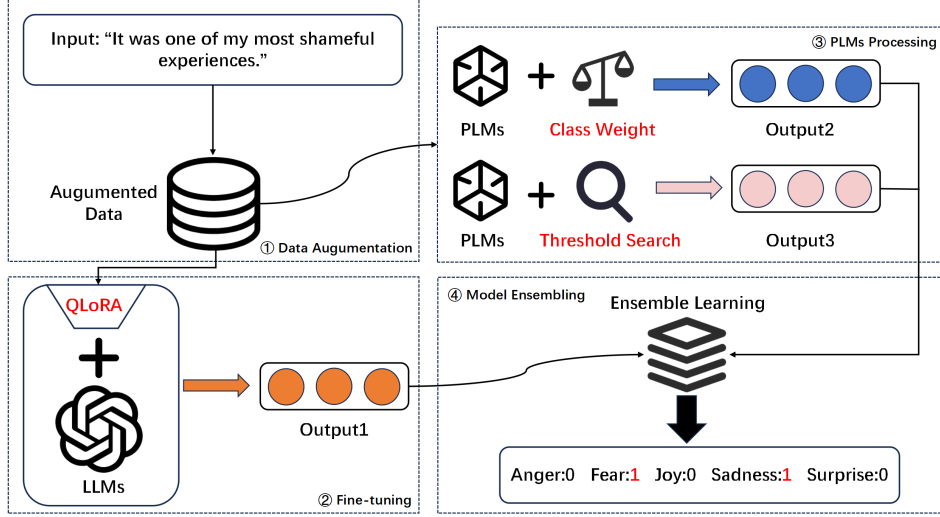 Input: “It was one of my most shameful
experiences.”
Augumented
Data
① Data Augumentation
QLoRA
LLMs
Output1
② Fine-tuning
③ PLMs Processing
PLMs
Class Weight
Output2
PLMs
Threshold Search
Output3
④ Model Ensembling
Ensemble Learning
Anger:0 Fear:1 Joy:0 Sadness:1 Surprise:0